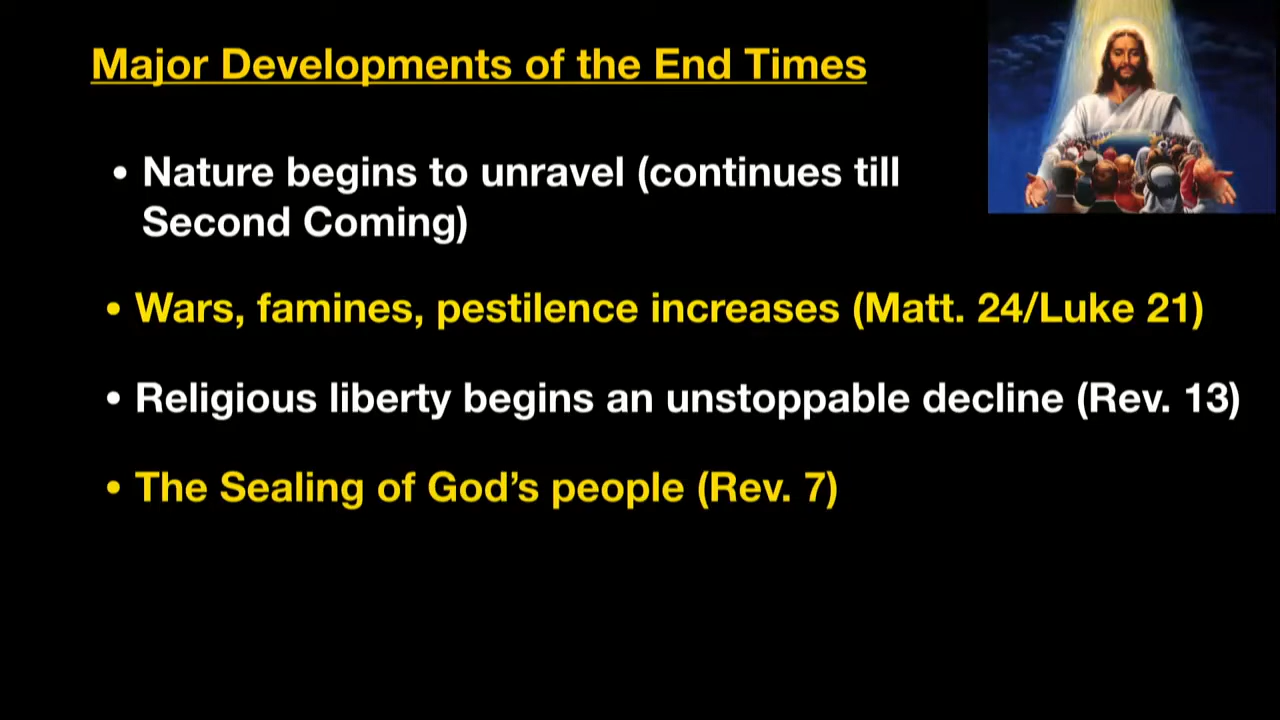 Major Developments of the End Times
• Nature begins to unravel (continues till
Second Coming)
• Wars, famines, pestilence increases (Matt. 24/Luke 21)
• Religious liberty begins an unstoppable decline (Rev. 13)
• The Sealing of God’s people (Rev. 7)